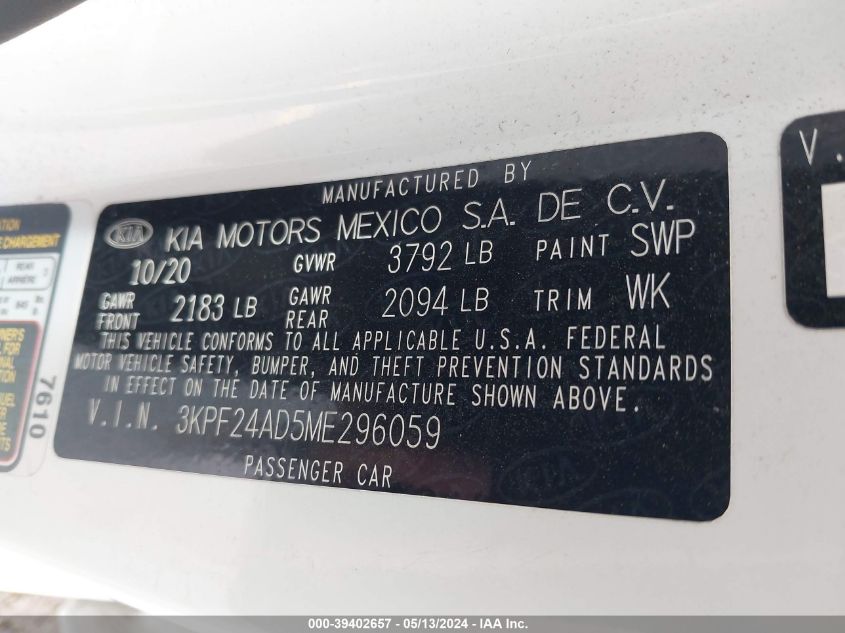 MANUFACTURED BY
KIA KIA MOTORS MEXICO S.A. DE C.V.
10/20 GVWR 3792 LB PAINT SWP
GAWR FRONT 2183 LB GAWR REAR 2094 LB TRIM WK
THIS VEHICLE CONFORMS TO ALL APPLICABLE U.S.A. FEDERAL
MOTOR VEHICLE SAFETY, BUMPER, AND THEFT PREVENTION STANDARDS
IN EFFECT ON THE DATE OF MANUFACTURE SHOWN ABOVE.
V.I.N. 3KPF24AD5ME296059
PASSENGER CAR
7610
REAR
V.
000-39402657 - 05/13/2024 - IAA Inc.